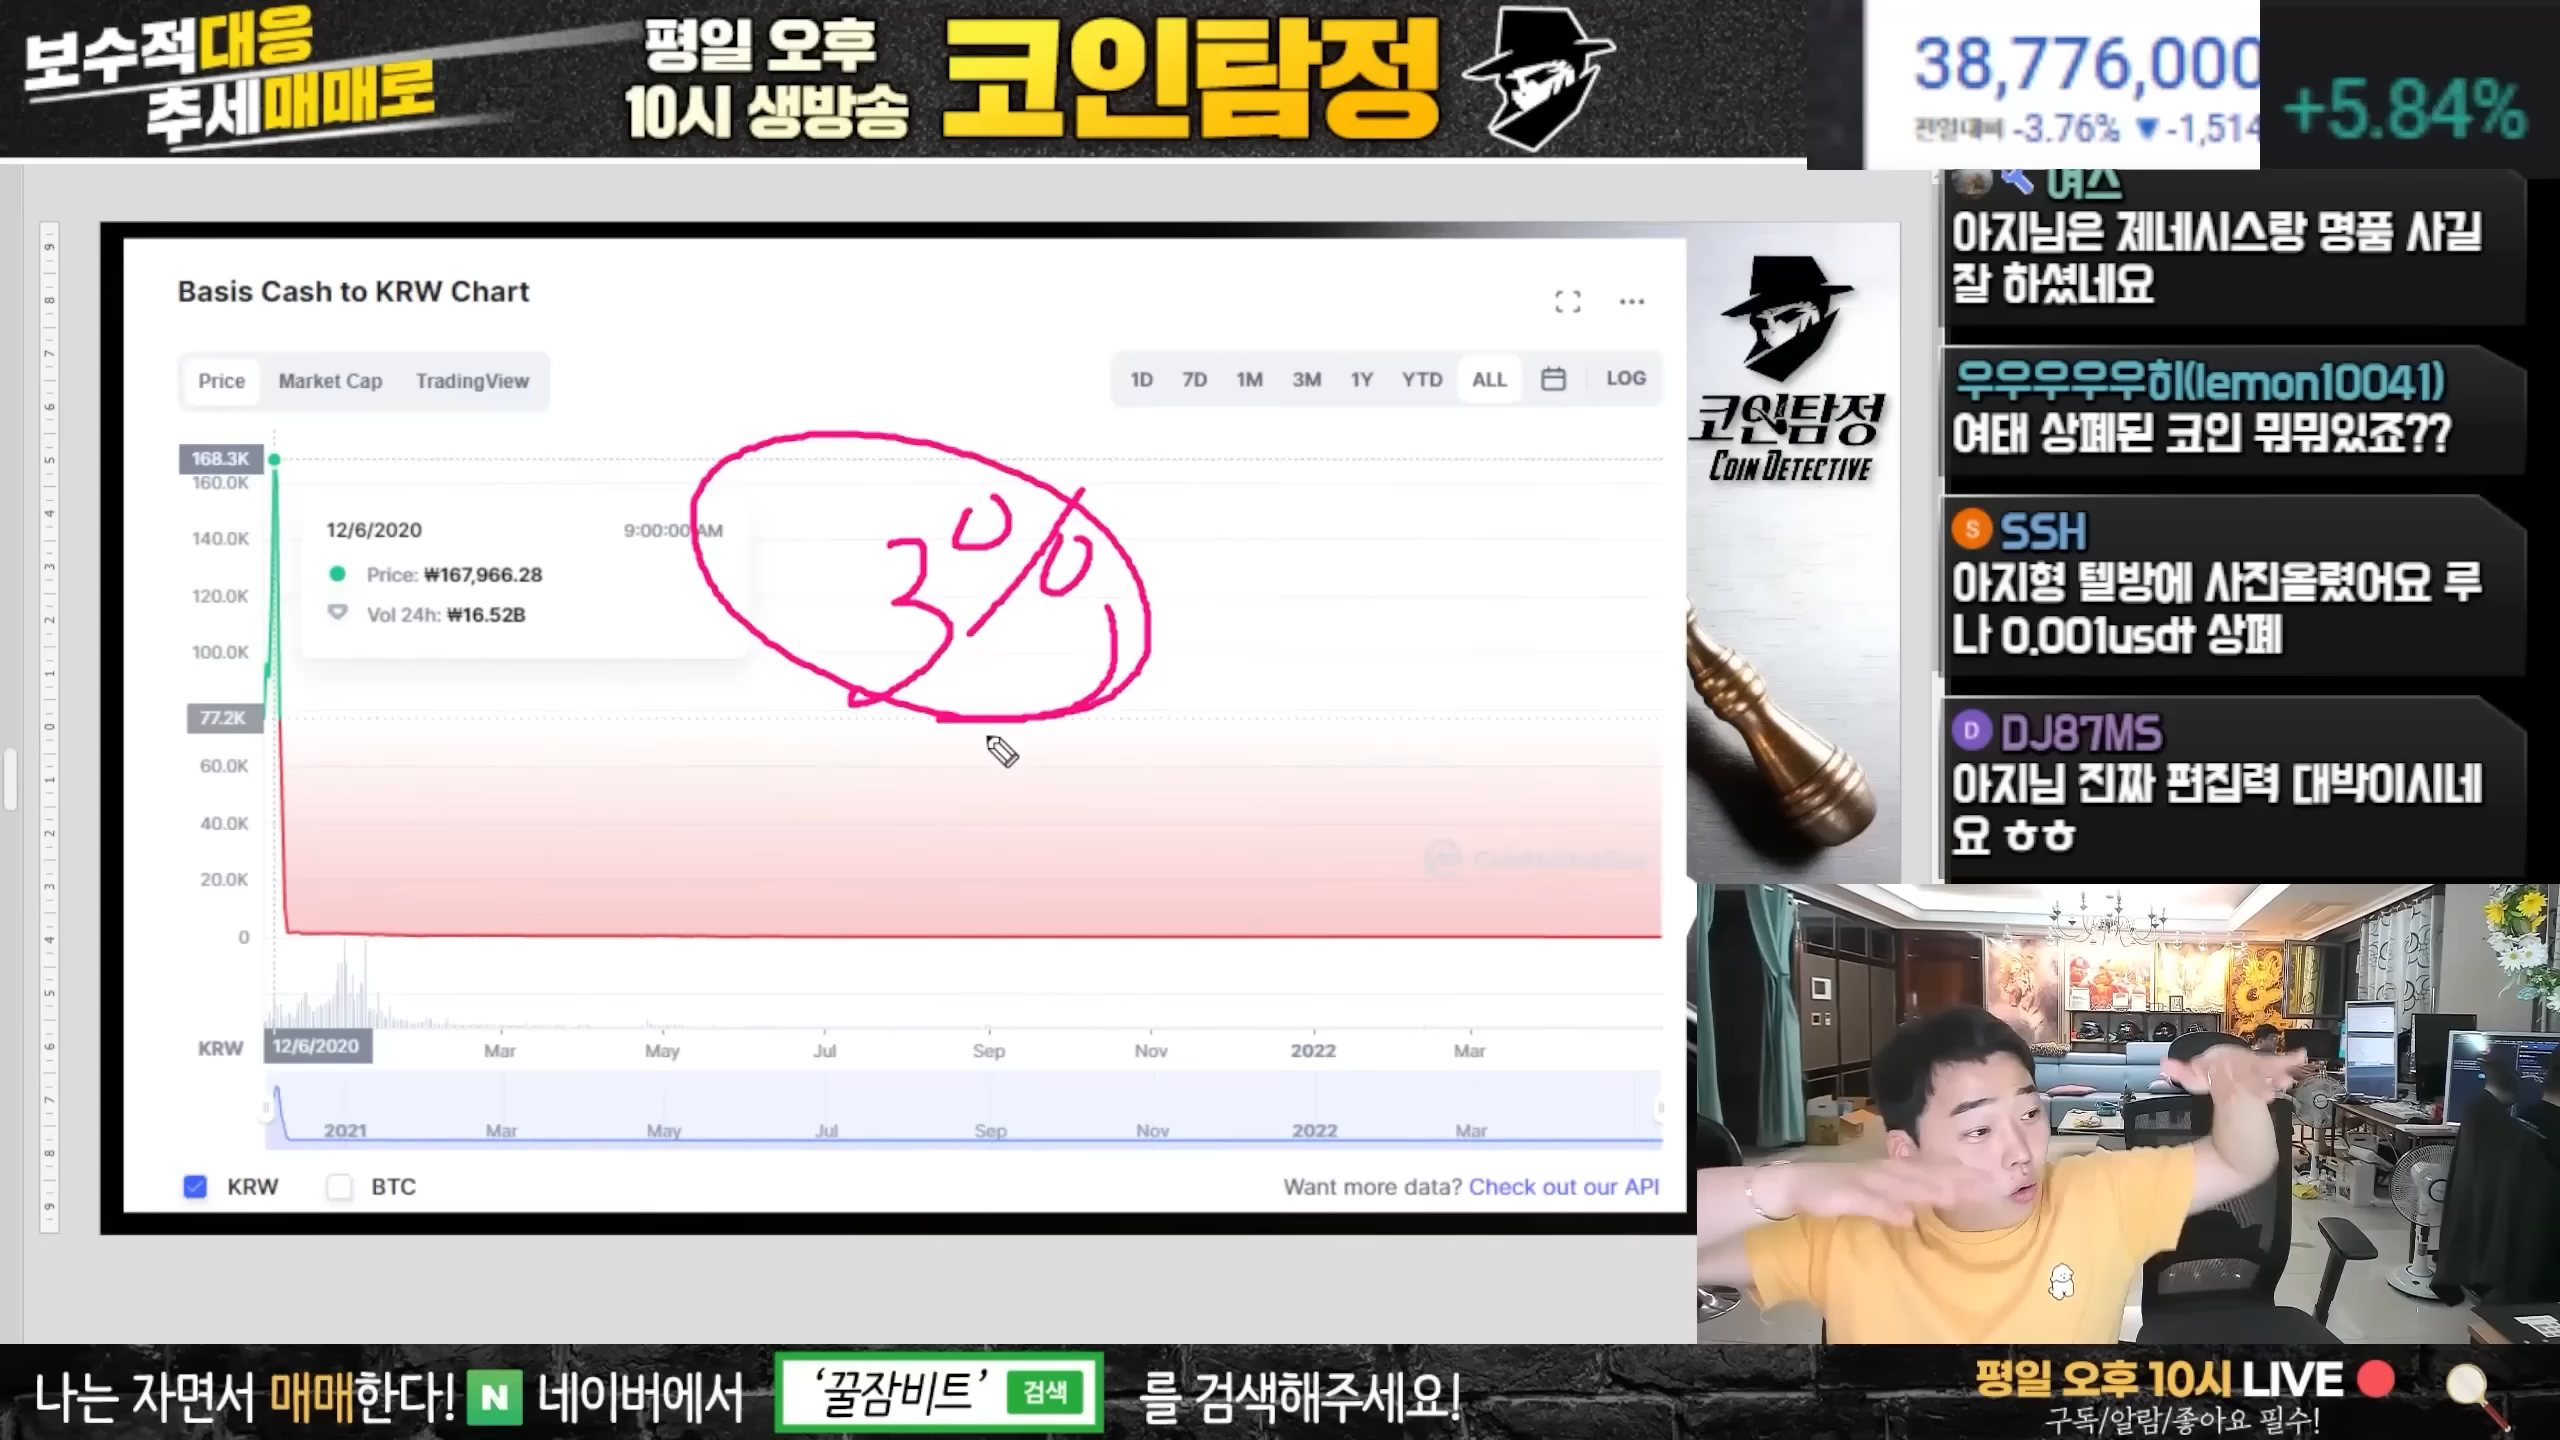 보수적대응
추세매매로
평일 오후
10시 생방송
코인탐정
38,776,000
전일대비 -3.76% ▼-1,514
+5.84%
Basis Cash to KRW Chart
Price Market Cap TradingView
1D 7D 1M 3M 1Y YTD ALL LOG
168.3K
160.0K
140.0K
120.0K
100.0K
77.2K
60.0K
40.0K
20.0K
0
12/6/2020 9:00:00 AM
Price: ₩167,966.28
Vol 24h: ₩16.52B
3%
KRW 12/6/2020 Mar May Jul Sep Nov 2022 Mar
2021 Mar May Jul Sep Nov 2022 Mar
KRW BTC
Want more data? Check out our API
코인탐정
COIN DETECTIVE
여스
아지님은 제네시스랑 명품 사길
잘 하셨네요
우우우우우히(lemon10041)
여태 상폐된 코인 뭐뭐있죠??
S SSH
아지형 텔방에 사진올렸어요 루
나 0.001usdt 상폐
D DJ87MS
아지님 진짜 편집력 대박이시네
요 ㅎㅎ
나는 자면서 매매한다! N 네이버에서 '꿀잠비트' 검색 를 검색해주세요!
평일 오후 10시 LIVE
구독/알람/좋아요 필수!